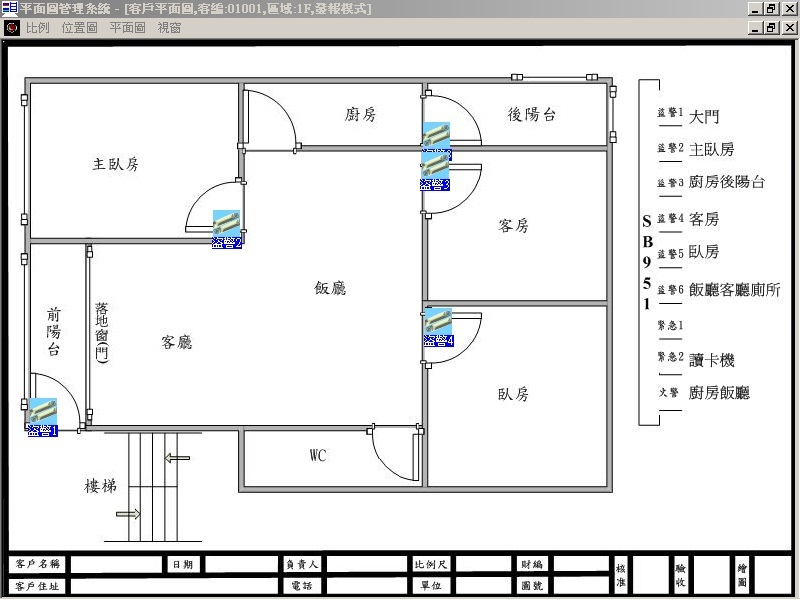 平面圖管理系統 - [客戶平面圖,客編:01001,區域:1F,發報模式]
比例 位置圖 平面圖 視窗
主臥房
廚房
後陽台
盜警3
盜警2
客房
飯廳
前陽台
落地窗(門)
客廳
盜警4
臥房
盜警1
WC
樓梯
SB951
盜警1 大門
盜警2 主臥房
盜警3 廚房後陽台
盜警4 客房
盜警5 臥房
盜警6 飯廳客廳廁所
緊急1
緊急2 讀卡機
火警 廚房飯廳
客戶名稱 日期 負責人 比例尺 財編 核准 驗收 繪圖
客戶住址 電話 單位 圖號